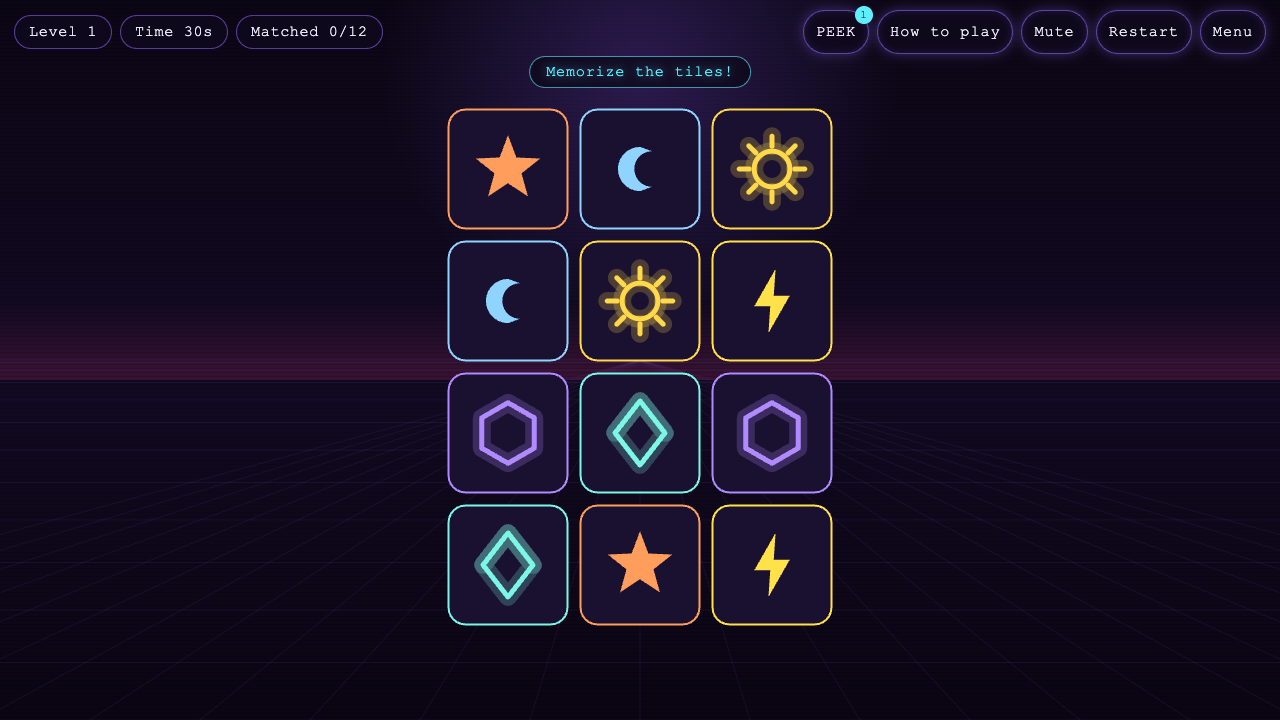 Level 1
Time 30s
Matched 0/12
PEEK
1
How to play
Mute
Restart
Menu
Memorize the tiles!